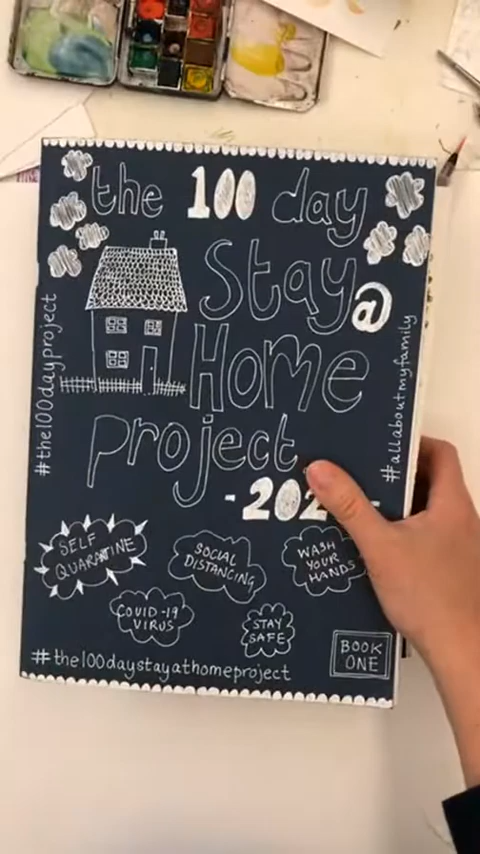 the 100 day
Stay @
Home
project
- 202
#the100dayproject
#allaboutmyfamily
SELF
QUARANTINE
SOCIAL
DISTANCING
WASH
YOUR
HANDS
COVID-19
VIRUS
STAY
SAFE
BOOK
ONE
#the100daystayathomeproject